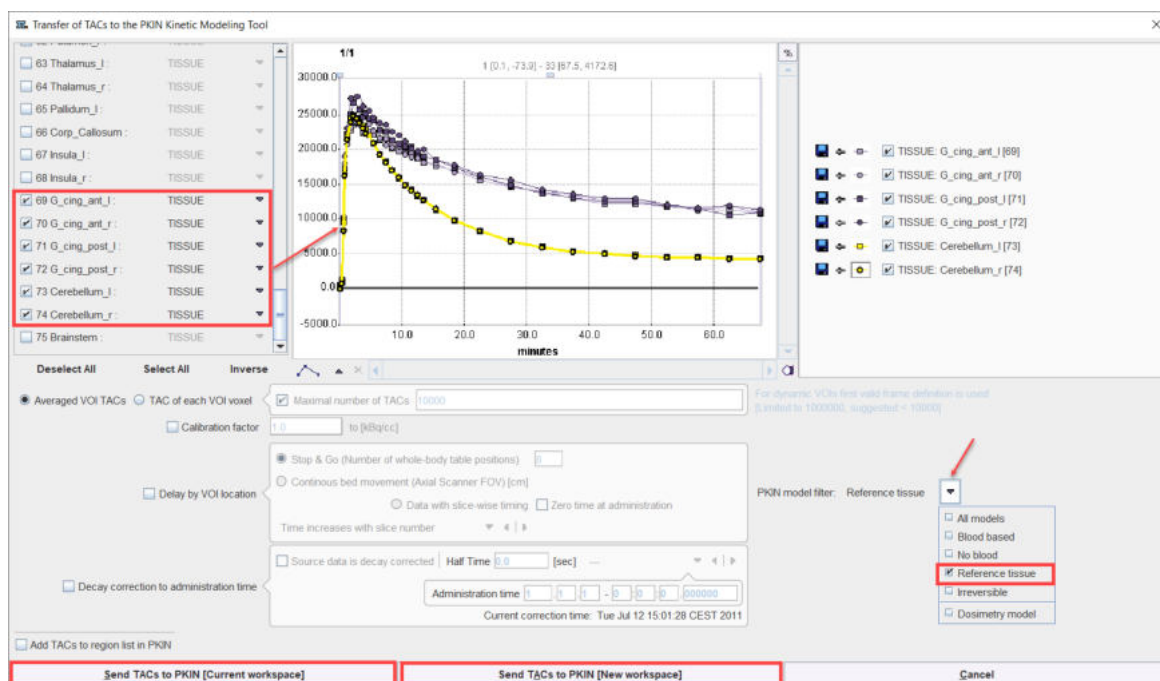 Transfer of TACs to the PKIN Kinetic Modeling Tool
63 Thalamus_l : TISSUE
64 Thalamus_r : TISSUE
65 Pallidum_l : TISSUE
66 Corp_Callosum : TISSUE
67 Insula_l : TISSUE
68 Insula_r : TISSUE
69 G_cing_ant_l : TISSUE
70 G_cing_ant_r : TISSUE
71 G_cing_post_l : TISSUE
72 G_cing_post_r : TISSUE
73 Cerebellum_l : TISSUE
74 Cerebellum_r : TISSUE
75 Brainstem : TISSUE
Deselect All Select All Inverse
1/1
1 [0.1, -73.9] - 33 [67.5, 4172.6]
30000.0
25000.0
20000.0
15000.0
10000.0
5000.0
0.0
-5000.0
10.0 20.0 30.0 40.0 50.0 60.0
minutes
%
TISSUE: G_cing_ant_l [69]
TISSUE: G_cing_ant_r [70]
TISSUE: G_cing_post_l [71]
TISSUE: G_cing_post_r [72]
TISSUE: Cerebellum_l [73]
TISSUE: Cerebellum_r [74]
Averaged VOI TACs TAC of each VOI voxel Maximal number of TACs 10000
For dynamic VOIs first valid frame definition is used
[Limited to 1000000, suggested < 10000]
Calibration factor 1.0 to [kBq/cc]
Stop & Go (Number of whole-body table positions)
Continous bed movement (Axial Scanner FOV) [cm]
Delay by VOI location
Data with slice-wise timing Zero time at administration
Time increases with slice number
PKIN model filter: Reference tissue
All models
Blood based
No blood
Reference tissue
Irreversible
Dosimetry model
Source data is decay corrected Half Time 0.0 [sec] ---
Decay correction to administration time
Administration time 1 . 1 . 1 - 0 : 0 : 0 . 000000
Current correction time: Tue Jul 12 15:01:28 CEST 2011
Add TACs to region list in PKIN
Send TACs to PKIN [Current workspace] Send TACs to PKIN [New workspace] Cancel